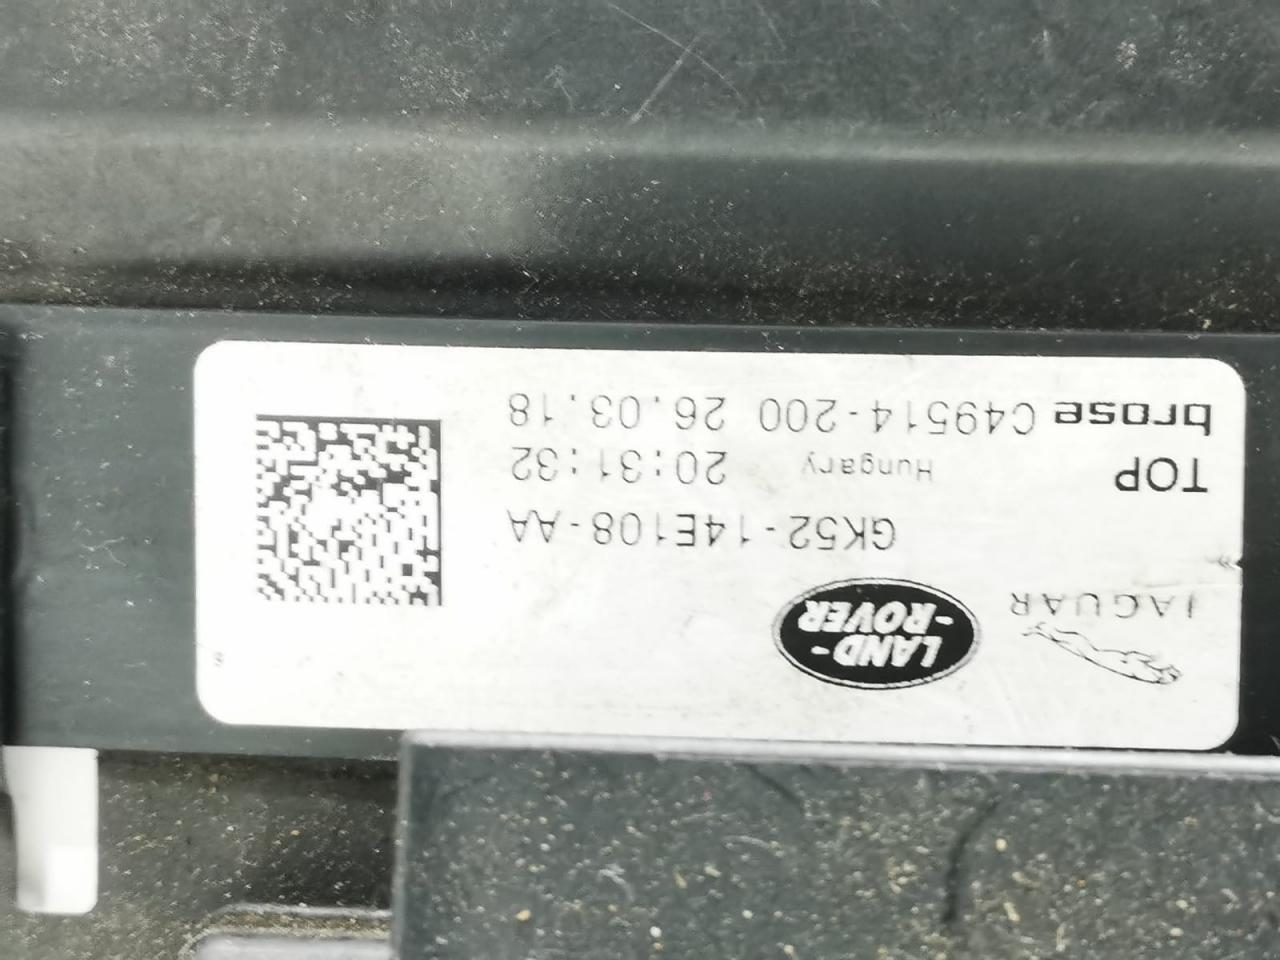 JAGUAR
LAND-
-ROVER
GK52-14E108-AA
TOP Hungary 20:31:32
brose C49514-200 26.03.18